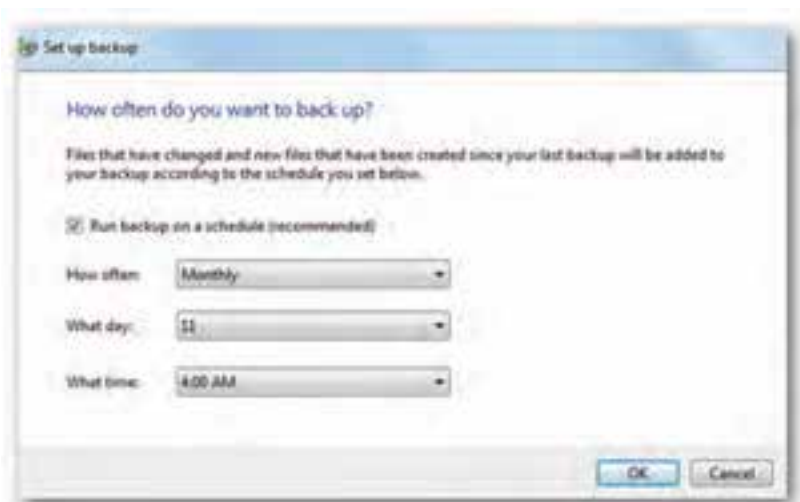 Set up backup
How often do you want to back up?
Files that have changed and new files that have been created since your last backup will be added to
your backup according to the schedule you set below.
Run backup on a schedule (recommended)
How often: Monthly
What day: 11
What time: 4:00 AM
OK Cancel